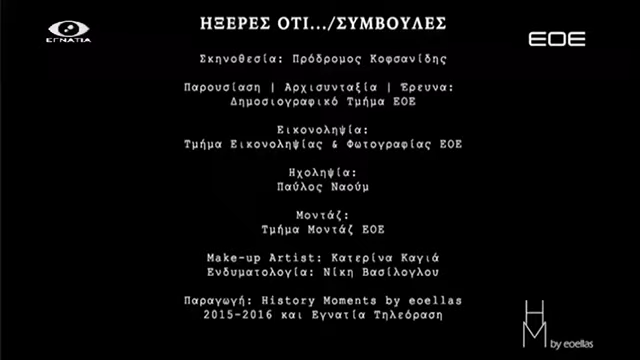 ΗΞΕΡΕΣ ΟΤΙ.../ΣΥΜΒΟΥΛΕΣ
ΕΓΝΑΤΙΑ
EOE
Σκηνοθεσία: Πρόδρομος Κοφσανίδης
Παρουσίαση | Αρχισυνταξία | Έρευνα:
Δημοσιογραφικό Τμήμα ΕΟΕ
Εικονοληψία:
Τμήμα Εικονοληψίας & Φωτογραφίας ΕΟΕ
Ηχοληψία:
Παύλος Ναούμ
Μοντάζ:
Τμήμα Μοντάζ ΕΟΕ
Make-up Artist: Κατερίνα Καγιά
Ενδυματολογία: Νίκη Βασίλογλου
Παραγωγή: History Moments by eoellas
2015-2016 και Εγνατία Τηλεόραση
HM by eoellas